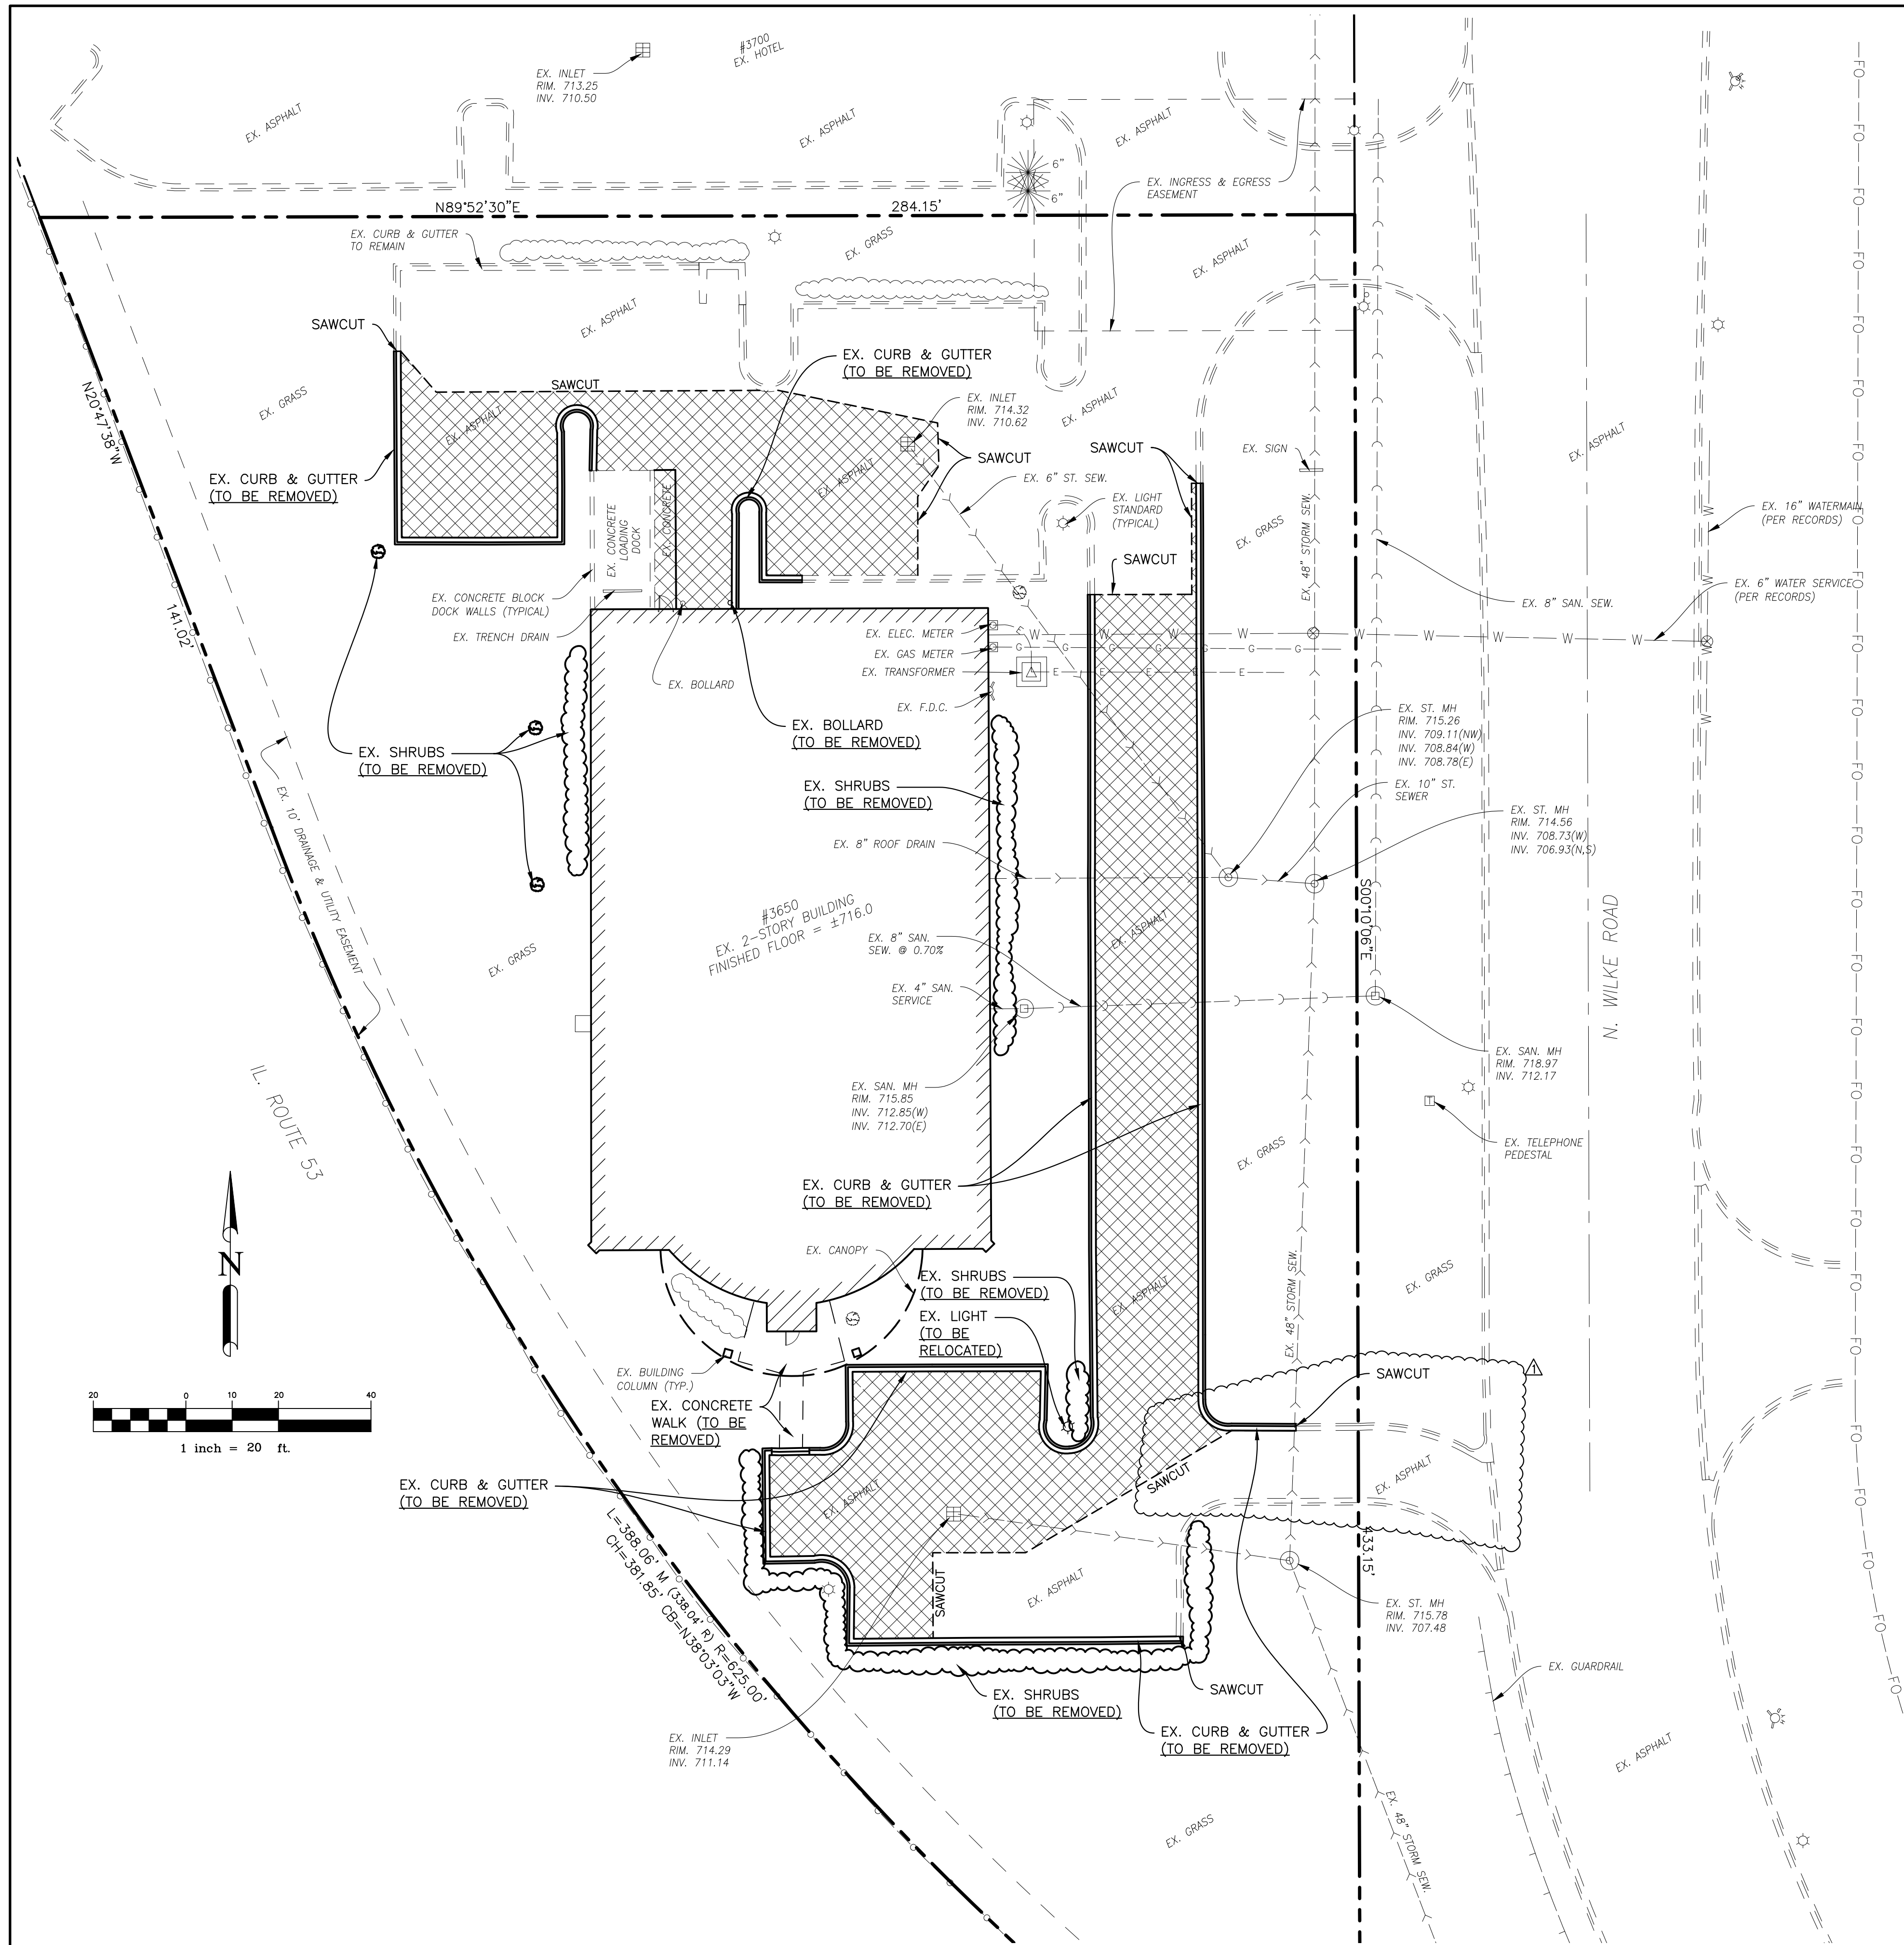 #3700
EX. HOTEL
EX. INLET
RIM. 713.25
INV. 710.50
EX. ASPHALT
EX. ASPHALT
EX. ASPHALT
FO
6"
6"
EX. INGRESS & EGRESS
EASEMENT
N89°52'30"E
284.15'
EX. CURB & GUTTER
TO REMAIN
EX. GRASS
EX. ASPHALT
EX. ASPHALT
SAWCUT
EX. CURB & GUTTER
(TO BE REMOVED)
SAWCUT
N20°47'38"W
141.02'
EX. GRASS
EX. ASPHALT
EX. INLET
RIM. 714.32
INV. 710.62
EX. ASPHALT
SAWCUT
SAWCUT
EX. SIGN
EX. ASPHALT
EX. CURB & GUTTER
(TO BE REMOVED)
EX. ASPHALT
EX. 6" ST. SEW.
EX. LIGHT
STANDARD
(TYPICAL)
EX. CONCRETE
LOADING
DOCK
EX. CONCRETE
EX. GRASS
EX. 48" STORM SEW.
EX. 16" WATERMAIN
(PER RECORDS)
SAWCUT
EX. CONCRETE BLOCK
DOCK WALLS (TYPICAL)
EX. 8" SAN. SEW.
EX. 6" WATER SERVICE
(PER RECORDS)
EX. TRENCH DRAIN
EX. ELEC. METER
EX. GAS METER
EX. TRANSFORMER
W W W W W W W W
G G G G G G
E E E E E E
EX. F.D.C.
EX. BOLLARD
EX. BOLLARD
(TO BE REMOVED)
EX. SHRUBS
(TO BE REMOVED)
EX. ST. MH
RIM. 715.26
INV. 709.11(NW)
INV. 708.84(W)
INV. 708.78(E)
EX. SHRUBS
(TO BE REMOVED)
EX. 10" ST.
SEWER
EX. ST. MH
RIM. 714.56
INV. 708.73(W)
INV. 706.93(N,S)
EX. 10' DRAINAGE & UTILITY EASEMENT
EX. 8" ROOF DRAIN
#3650
EX. 2-STORY BUILDING
FINISHED FLOOR = ±716.0
EX. ASPHALT
S00°10'06"E
EX. GRASS
EX. 8" SAN.
SEW. @ 0.70%
EX. 4" SAN.
SERVICE
N. WILKE ROAD
EX. SAN. MH
RIM. 718.97
INV. 712.17
EX. SAN. MH
RIM. 715.85
INV. 712.85(W)
INV. 712.70(E)
IL. ROUTE 53
T
EX. TELEPHONE
PEDESTAL
EX. GRASS
EX. CURB & GUTTER
(TO BE REMOVED)
N
EX. CANOPY
EX. SHRUBS
(TO BE REMOVED)
EX. ASPHALT
EX. 48" STORM SEW.
EX. GRASS
EX. LIGHT
(TO BE
RELOCATED)
EX. BUILDING
COLUMN (TYP.)
EX. CONCRETE
WALK (TO BE
REMOVED)
SAWCUT
1
20 0 10 20 40
1 inch = 20 ft.
EX. CURB & GUTTER
(TO BE REMOVED)
EX. ASPHALT
SAWCUT
EX. ASPHALT
L=388.06' M (338.04' R) R=625.00'
CH=381.85' CB=N38°03'03"W
433.15'
SAWCUT
EX. ASPHALT
EX. ST. MH
RIM. 715.78
INV. 707.48
EX. GUARDRAIL
SAWCUT
EX. SHRUBS
(TO BE REMOVED)
EX. CURB & GUTTER
(TO BE REMOVED)
EX. INLET
RIM. 714.29
INV. 711.14
EX. ASPHALT
EX. GRASS
EX. 48" STORM SEW.